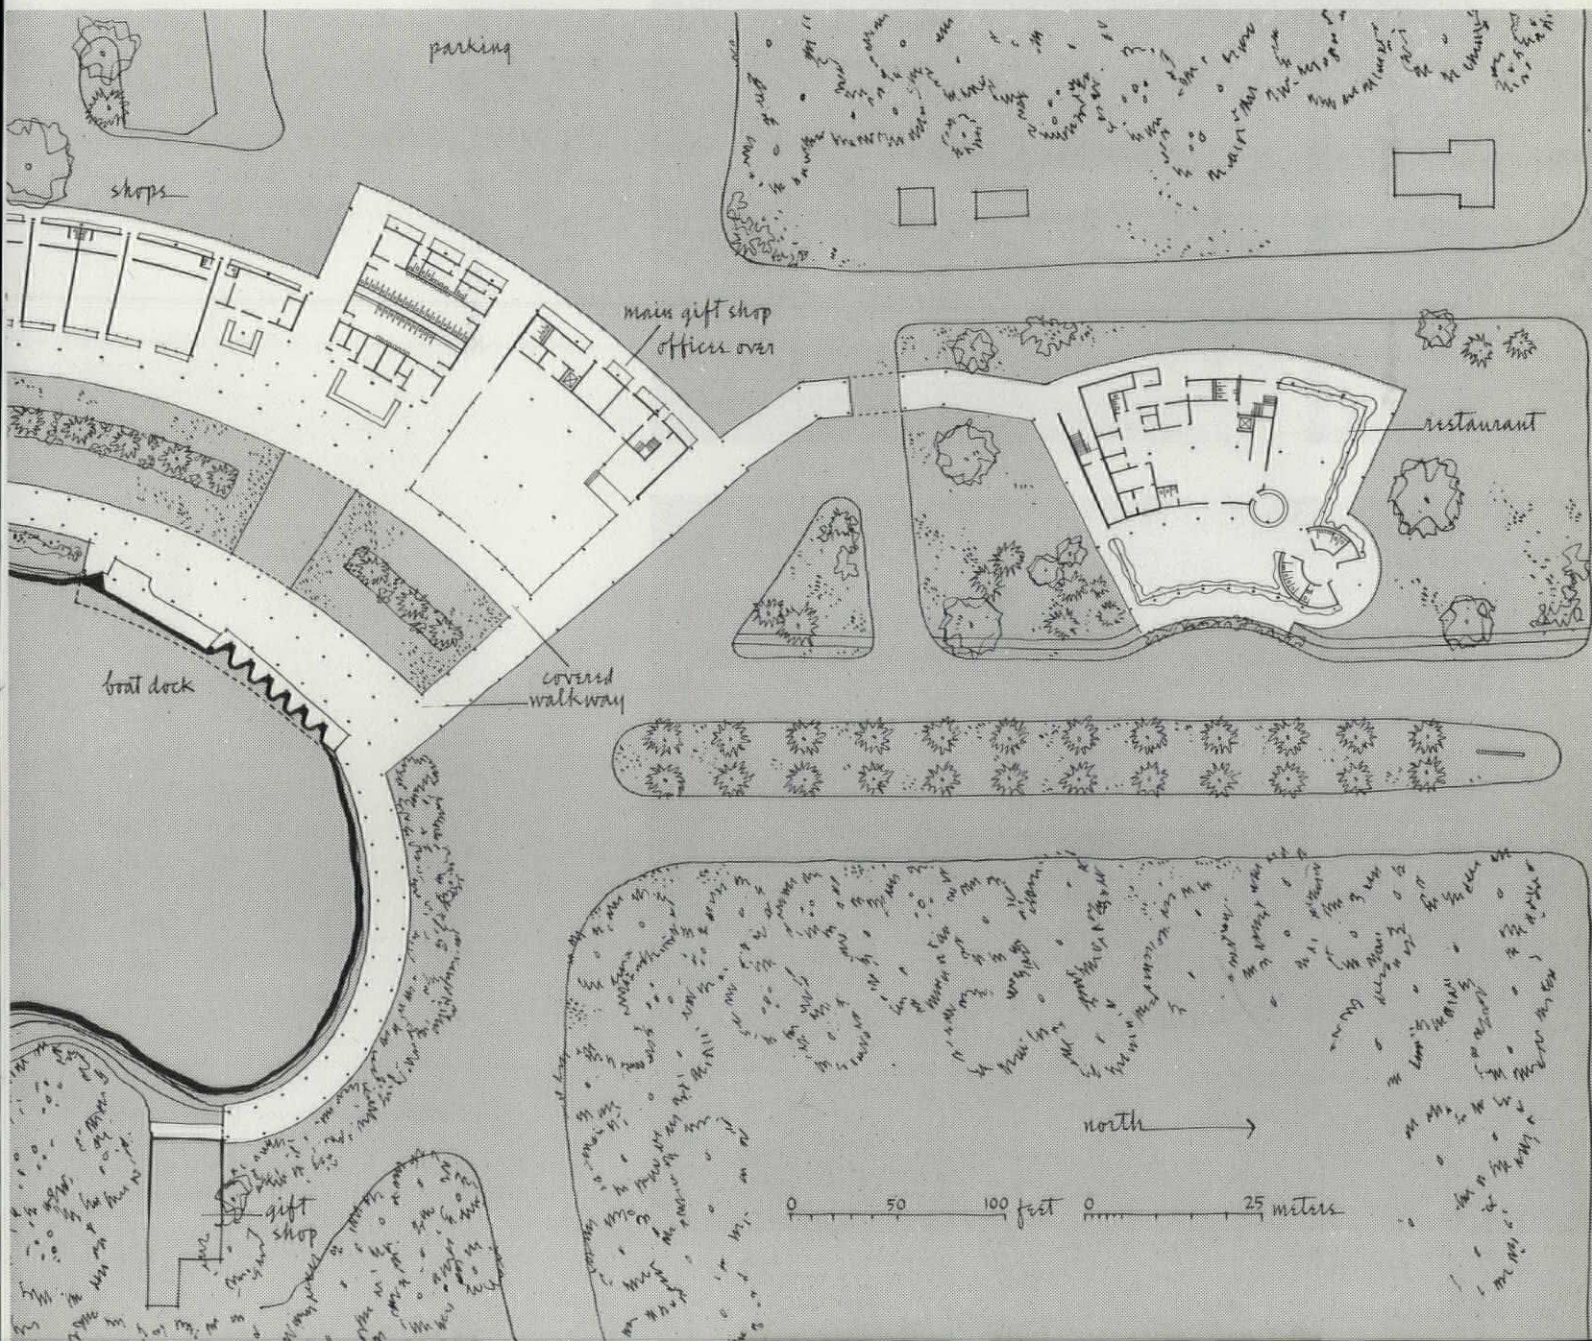 parking
shops
main gift shop
offices over
restaurant
covered
walkway
boat dock
north
0 50 100 feet 0 25 meters
gift
shop